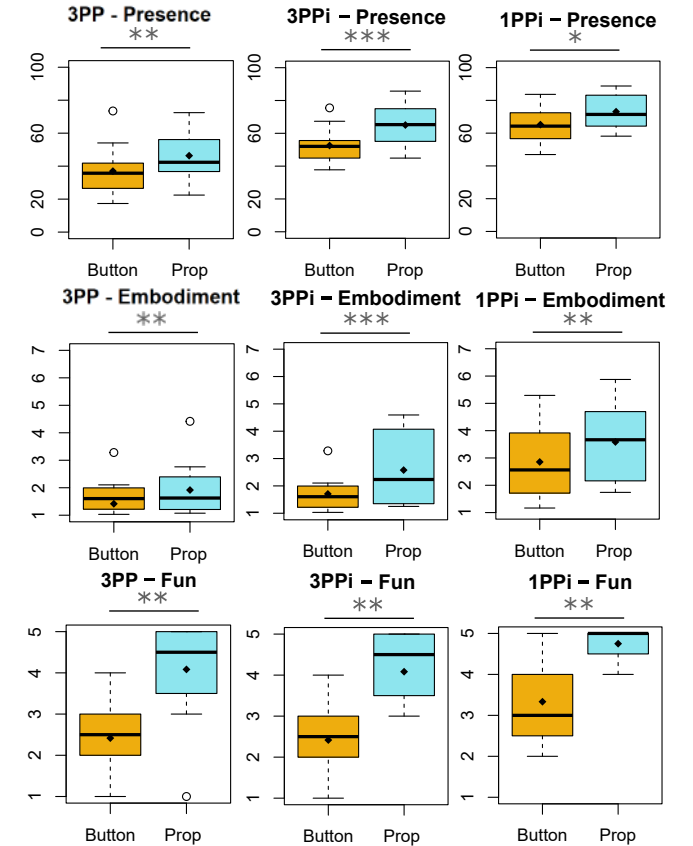 3PP - Presence 3PPi – Presence 1PPi – Presence
** *** *
100 100 100
60 60 60
20 20 20
0 0 0
Button Prop Button Prop Button Prop
3PP - Embodiment 3PPi – Embodiment 1PPi – Embodiment
** *** **
7 7 7
6 6 6
5 5 5
4 4 4
3 3 3
2 2 2
1 1 1
Button Prop Button Prop Button Prop
3PP – Fun 3PPi – Fun 1PPi – Fun
** ** **
5 5 5
4 4 4
3 3 3
2 2 2
1 1 1
Button Prop Button Prop Button Prop